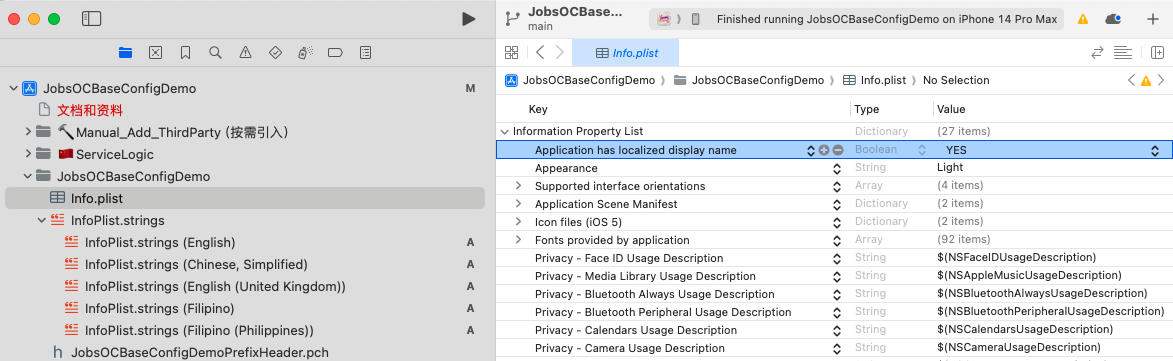 JobsOCBase...
main
Finished running JobsOCBaseConfigDemo on iPhone 14 Pro Max
Info.plist
JobsOCBaseConfigDemo
M
文档和资料
Manual_Add_ThirdParty (按需引入)
ServiceLogic
JobsOCBaseConfigDemo
Info.plist
InfoPlist.strings
InfoPlist.strings (English)
A
InfoPlist.strings (Chinese, Simplified)
A
InfoPlist.strings (English (United Kingdom))
A
InfoPlist.strings (Filipino)
A
InfoPlist.strings (Filipino (Philippines))
A
h JobsOCBaseConfigDemoPrefixHeader.pch
JobsOCBaseConfigDemo JobsOCBaseConfigDemo Info.plist No Selection
Key Type Value
Information Property List Dictionary (27 items)
Application has localized display name Boolean YES
Appearance String Light
Supported interface orientations Array (4 items)
Application Scene Manifest Dictionary (2 items)
Icon files (iOS 5) Dictionary (2 items)
Fonts provided by application Array (92 items)
Privacy - Face ID Usage Description String $(NSFaceIDUsageDescription)
Privacy - Media Library Usage Description String $(NSAppleMusicUsageDescription)
Privacy - Bluetooth Always Usage Description String $(NSBluetoothAlwaysUsageDescription)
Privacy - Bluetooth Peripheral Usage Description String $(NSBluetoothPeripheralUsageDescription)
Privacy - Calendars Usage Description String $(NSCalendarsUsageDescription)
Privacy - Camera Usage Description String $(NSCameraUsageDescription)